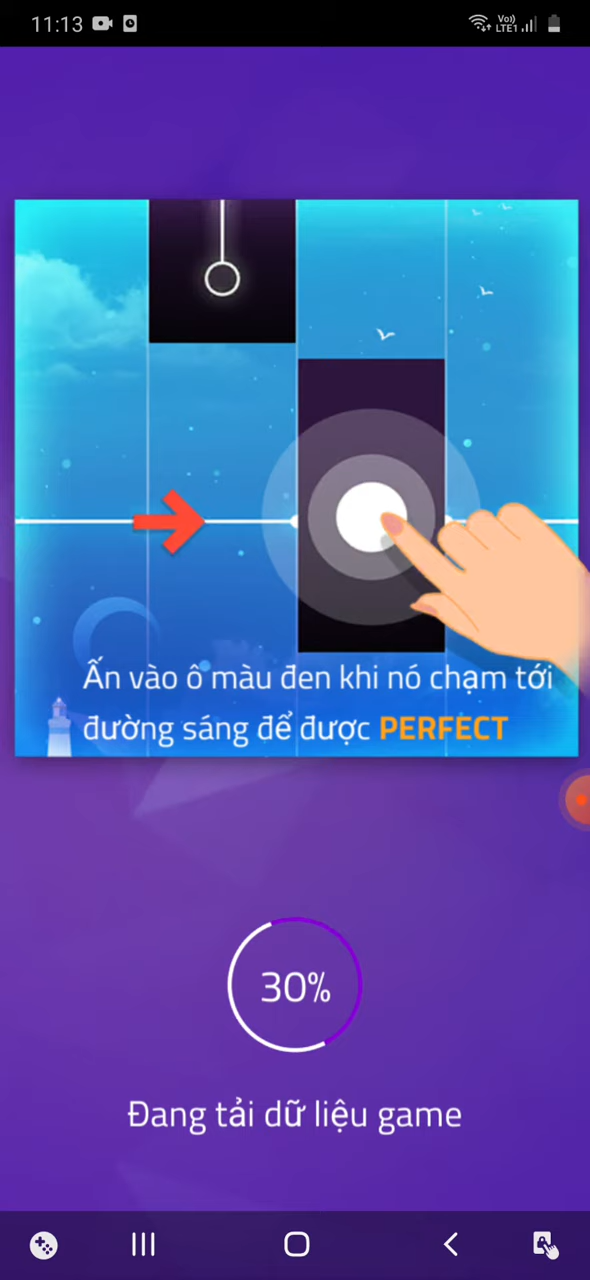 11:13
Vo))
LTE1
Ấn vào ô màu đen khi nó chạm tới
đường sáng để được PERFECT
30%
Đang tải dữ liệu game